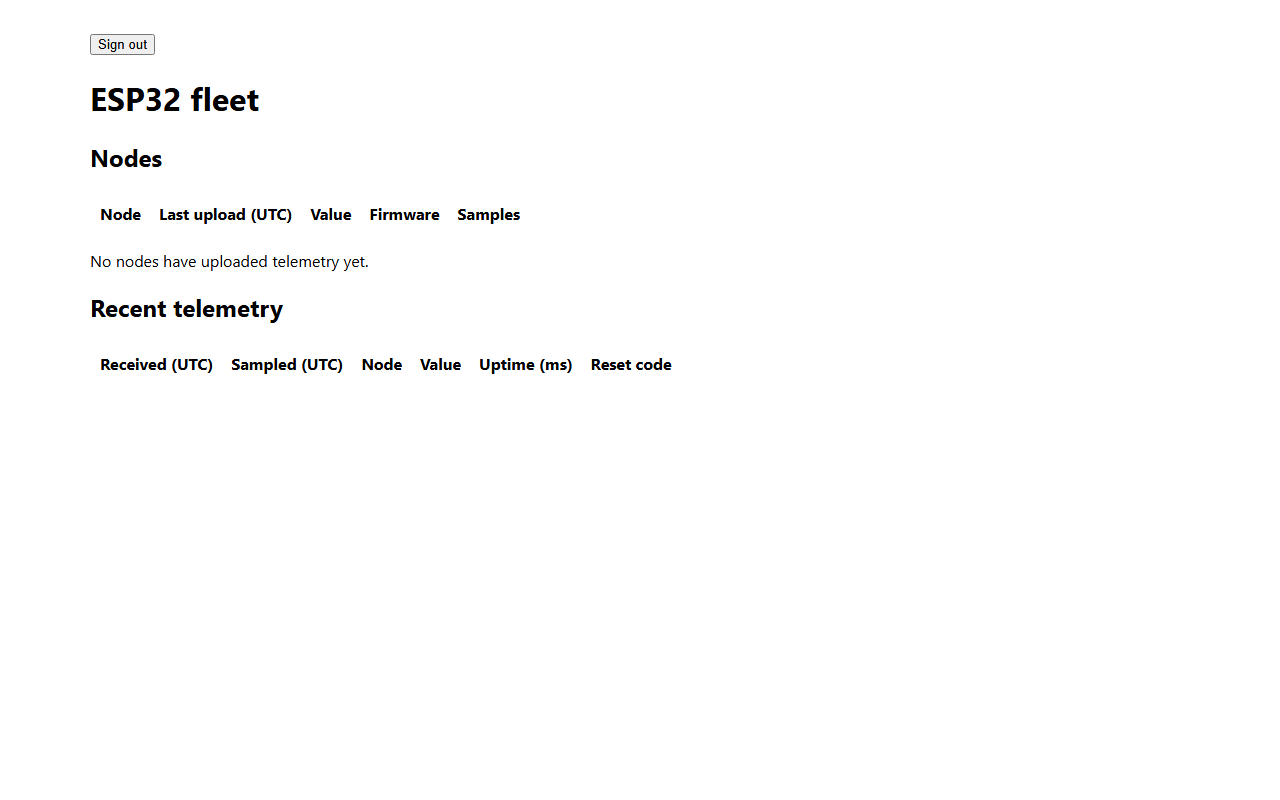 Sign out
ESP32 fleet
Nodes
Node Last upload (UTC) Value Firmware Samples
No nodes have uploaded telemetry yet.
Recent telemetry
Received (UTC) Sampled (UTC) Node Value Uptime (ms) Reset code